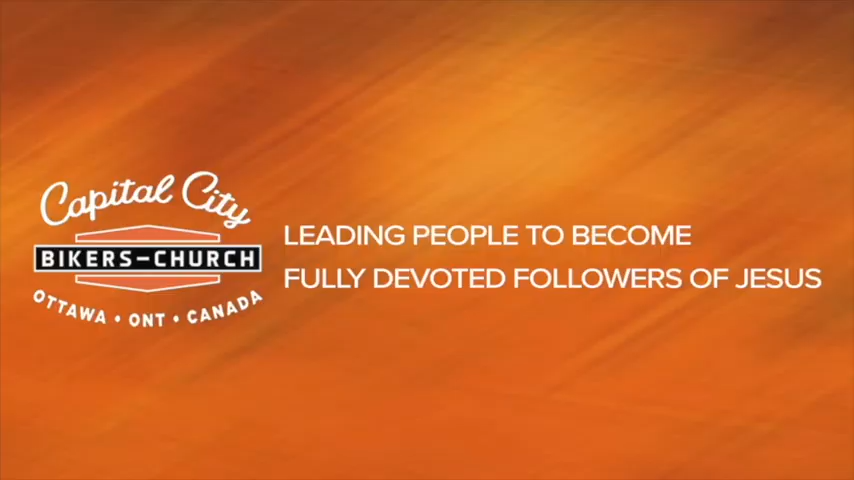 Capital City
BIKERS–CHURCH
OTTAWA • ONT • CANADA
LEADING PEOPLE TO BECOME
FULLY DEVOTED FOLLOWERS OF JESUS